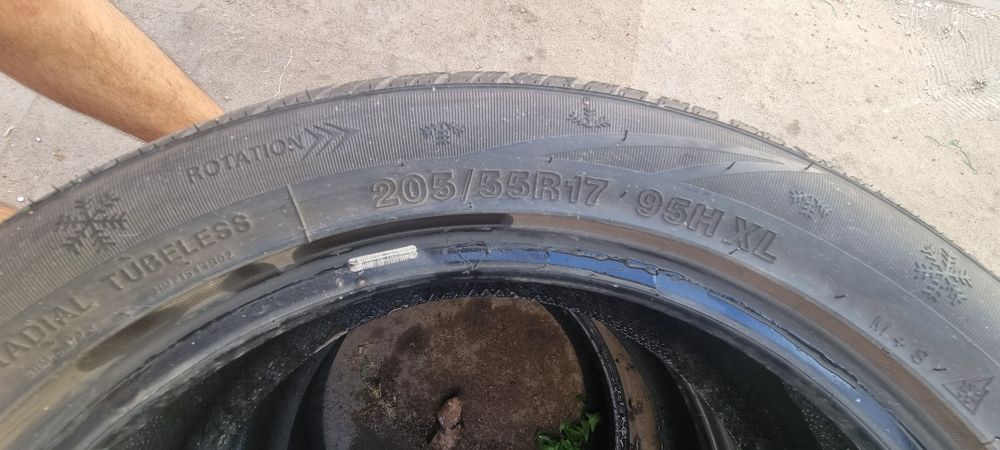 ROTATION
205/55R17 95H XL
RADIAL TUBELESS
M+S